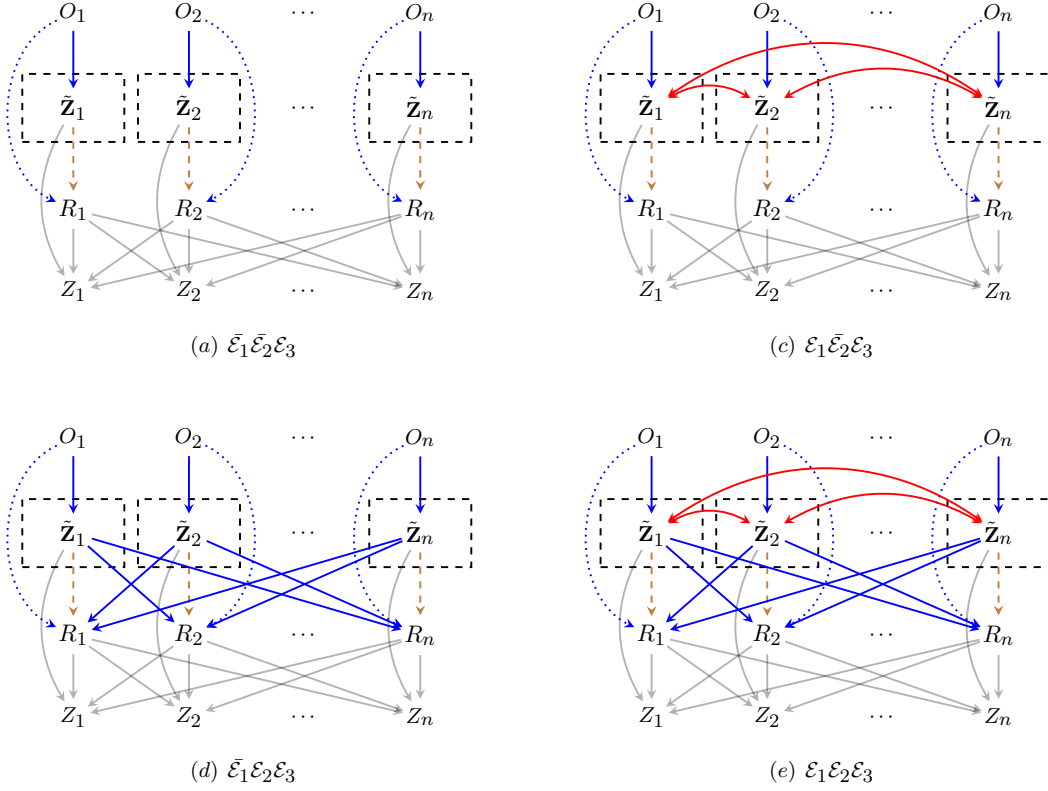 O₁ O₂ ⋯ Oₙ O₁ O₂ ⋯ Oₙ
Z̃₁ Z̃₂ ⋯ Z̃ₙ Z̃₁ Z̃₂ ⋯ Z̃ₙ
R₁ R₂ ⋯ Rₙ R₁ R₂ ⋯ Rₙ
Z₁ Z₂ ⋯ Zₙ Z₁ Z₂ ⋯ Zₙ
(a) ℰ̄₁ℰ̄₂ℰ₃ (c) ℰ₁ℰ̄₂ℰ₃
O₁ O₂ ⋯ Oₙ O₁ O₂ ⋯ Oₙ
Z̃₁ Z̃₂ ⋯ Z̃ₙ Z̃₁ Z̃₂ ⋯ Z̃ₙ
R₁ R₂ ⋯ Rₙ R₁ R₂ ⋯ Rₙ
Z₁ Z₂ ⋯ Zₙ Z₁ Z₂ ⋯ Zₙ
(d) ℰ̄₁ℰ₂ℰ₃ (e) ℰ₁ℰ₂ℰ₃